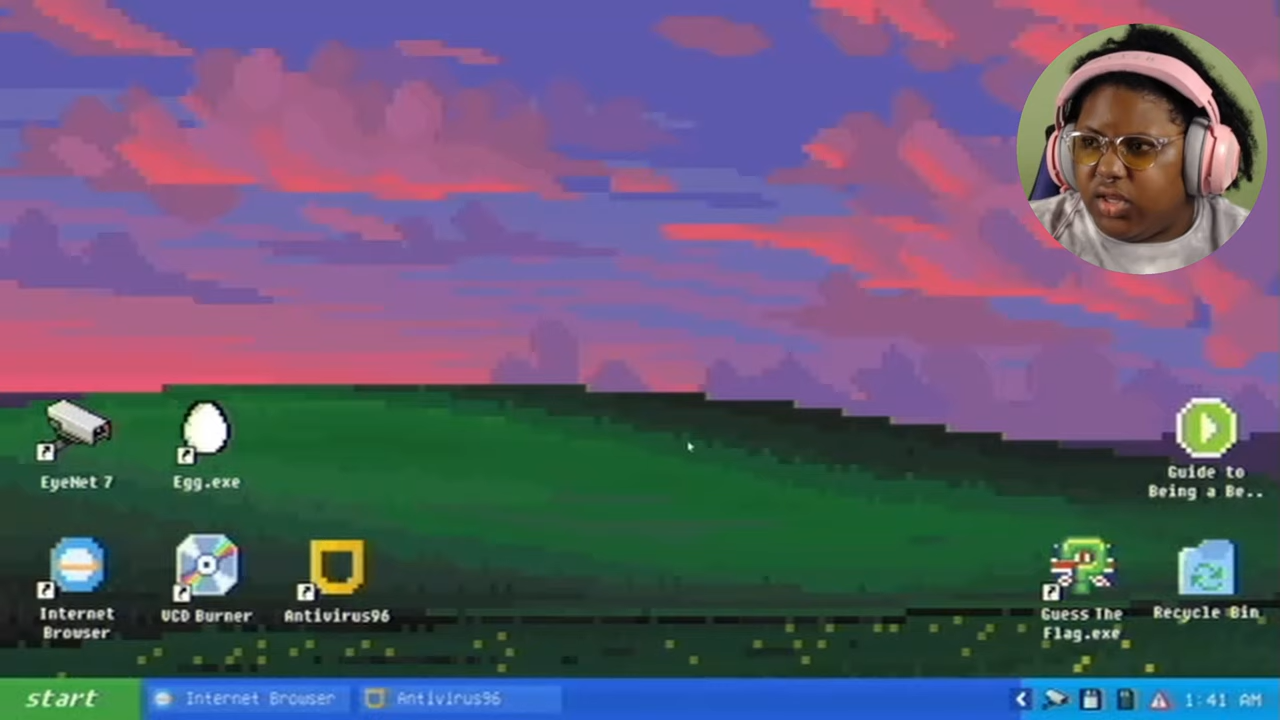 EyeNet 7
Egg.exe
Guide to
Being a Be..
Internet
Browser
VCD Burner
Antivirus96
Guess The
Flag.exe
Recycle Bin
start
Internet Browser
Antivirus96
1:41 AM